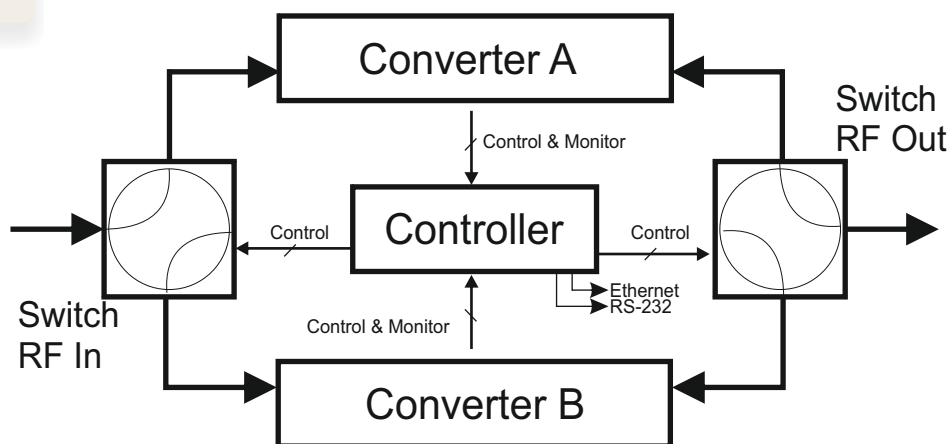 Converter A
Switch
RF Out
Control & Monitor
Control
Controller
Control
Ethernet
RS-232
Switch
RF In
Control & Monitor
Converter B